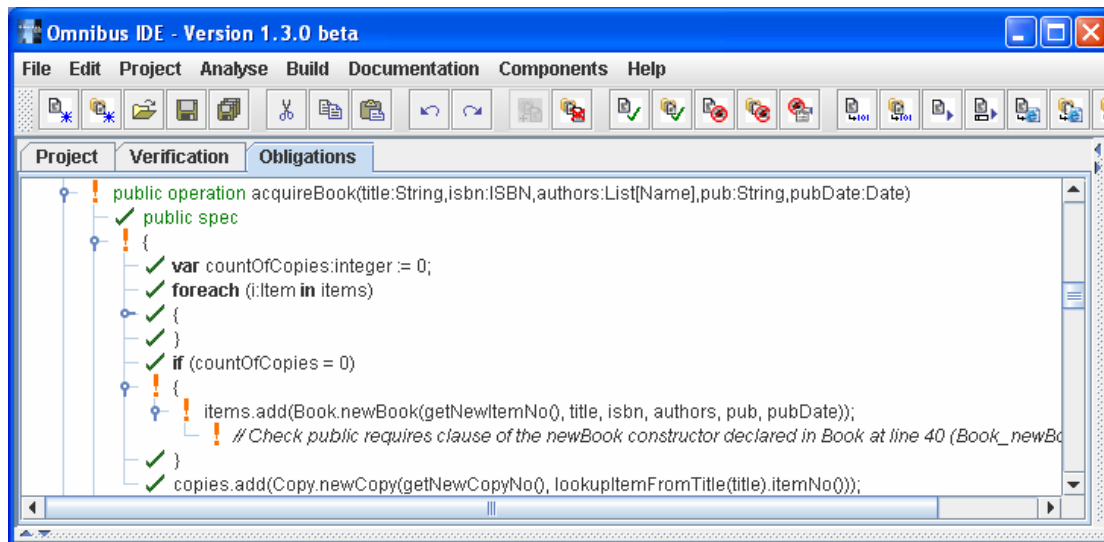 Omnibus IDE - Version 1.3.0 beta
File Edit Project Analyse Build Documentation Components Help
Project Verification Obligations
! public operation acquireBook(title:String,isbn:ISBN,authors:List[Name],pub:String,pubDate:Date)
public spec
! {
var countOfCopies:integer := 0;
foreach (i:Item in items)
{
}
if (countOfCopies = 0)
! {
! items.add(Book.newBook(getNewItemNo(), title, isbn, authors, pub, pubDate));
! // Check public requires clause of the newBook constructor declared in Book at line 40 (Book_newBo
}
copies.add(Copy.newCopy(getNewCopyNo(), lookupItemFromTitle(title).itemNo()));